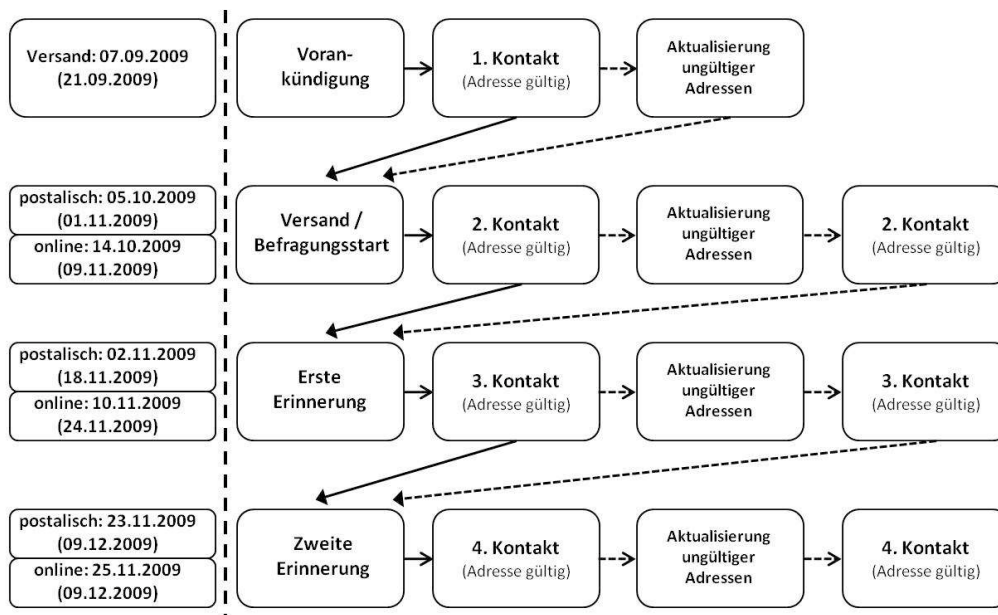 Versand: 07.09.2009
(21.09.2009)
Voran-
kündigung
1. Kontakt
(Adresse gültig)
Aktualisierung
ungültiger
Adressen
postalisch: 05.10.2009
(01.11.2009)
online: 14.10.2009
(09.11.2009)
Versand /
Befragungsstart
2. Kontakt
(Adresse gültig)
Aktualisierung
ungültiger
Adressen
2. Kontakt
(Adresse gültig)
postalisch: 02.11.2009
(18.11.2009)
online: 10.11.2009
(24.11.2009)
Erste
Erinnerung
3. Kontakt
(Adresse gültig)
Aktualisierung
ungültiger
Adressen
3. Kontakt
(Adresse gültig)
postalisch: 23.11.2009
(09.12.2009)
online: 25.11.2009
(09.12.2009)
Zweite
Erinnerung
4. Kontakt
(Adresse gültig)
Aktualisierung
ungültiger
Adressen
4. Kontakt
(Adresse gültig)